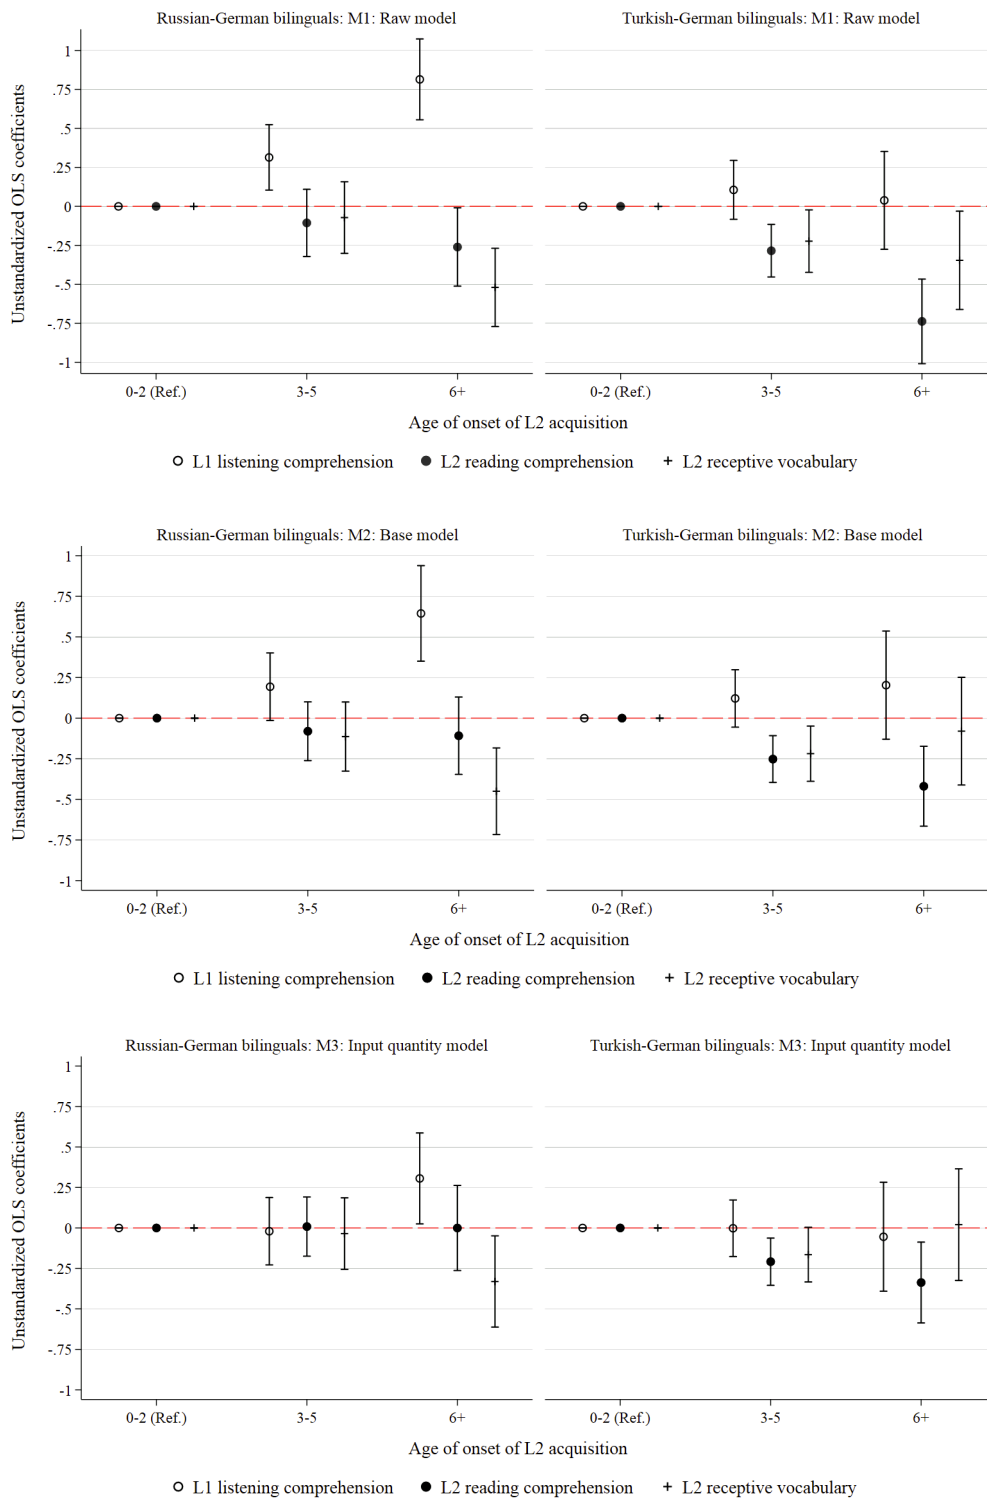 Russian-German bilinguals: M1: Raw model
Turkish-German bilinguals: M1: Raw model
Unstandardized OLS coefficients
1
.75
.5
.25
0
-.25
-.5
-.75
-1
0-2 (Ref.) 3-5 6+
0-2 (Ref.) 3-5 6+
Age of onset of L2 acquisition
L1 listening comprehension L2 reading comprehension L2 receptive vocabulary
Russian-German bilinguals: M2: Base model
Turkish-German bilinguals: M2: Base model
Unstandardized OLS coefficients
1
.75
.5
.25
0
-.25
-.5
-.75
-1
0-2 (Ref.) 3-5 6+
0-2 (Ref.) 3-5 6+
Age of onset of L2 acquisition
L1 listening comprehension L2 reading comprehension L2 receptive vocabulary
Russian-German bilinguals: M3: Input quantity model
Turkish-German bilinguals: M3: Input quantity model
Unstandardized OLS coefficients
1
.75
.5
.25
0
-.25
-.5
-.75
-1
0-2 (Ref.) 3-5 6+
0-2 (Ref.) 3-5 6+
Age of onset of L2 acquisition
L1 listening comprehension L2 reading comprehension L2 receptive vocabulary